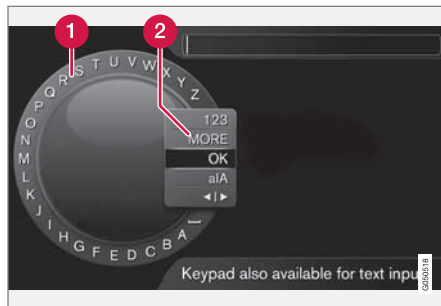 1
2
A B C D E F G H I J K L M N O P Q R S T U V W X Y Z
123
MORE
OK
a|A
◄|►
Keypad also available for text inpu
G050518